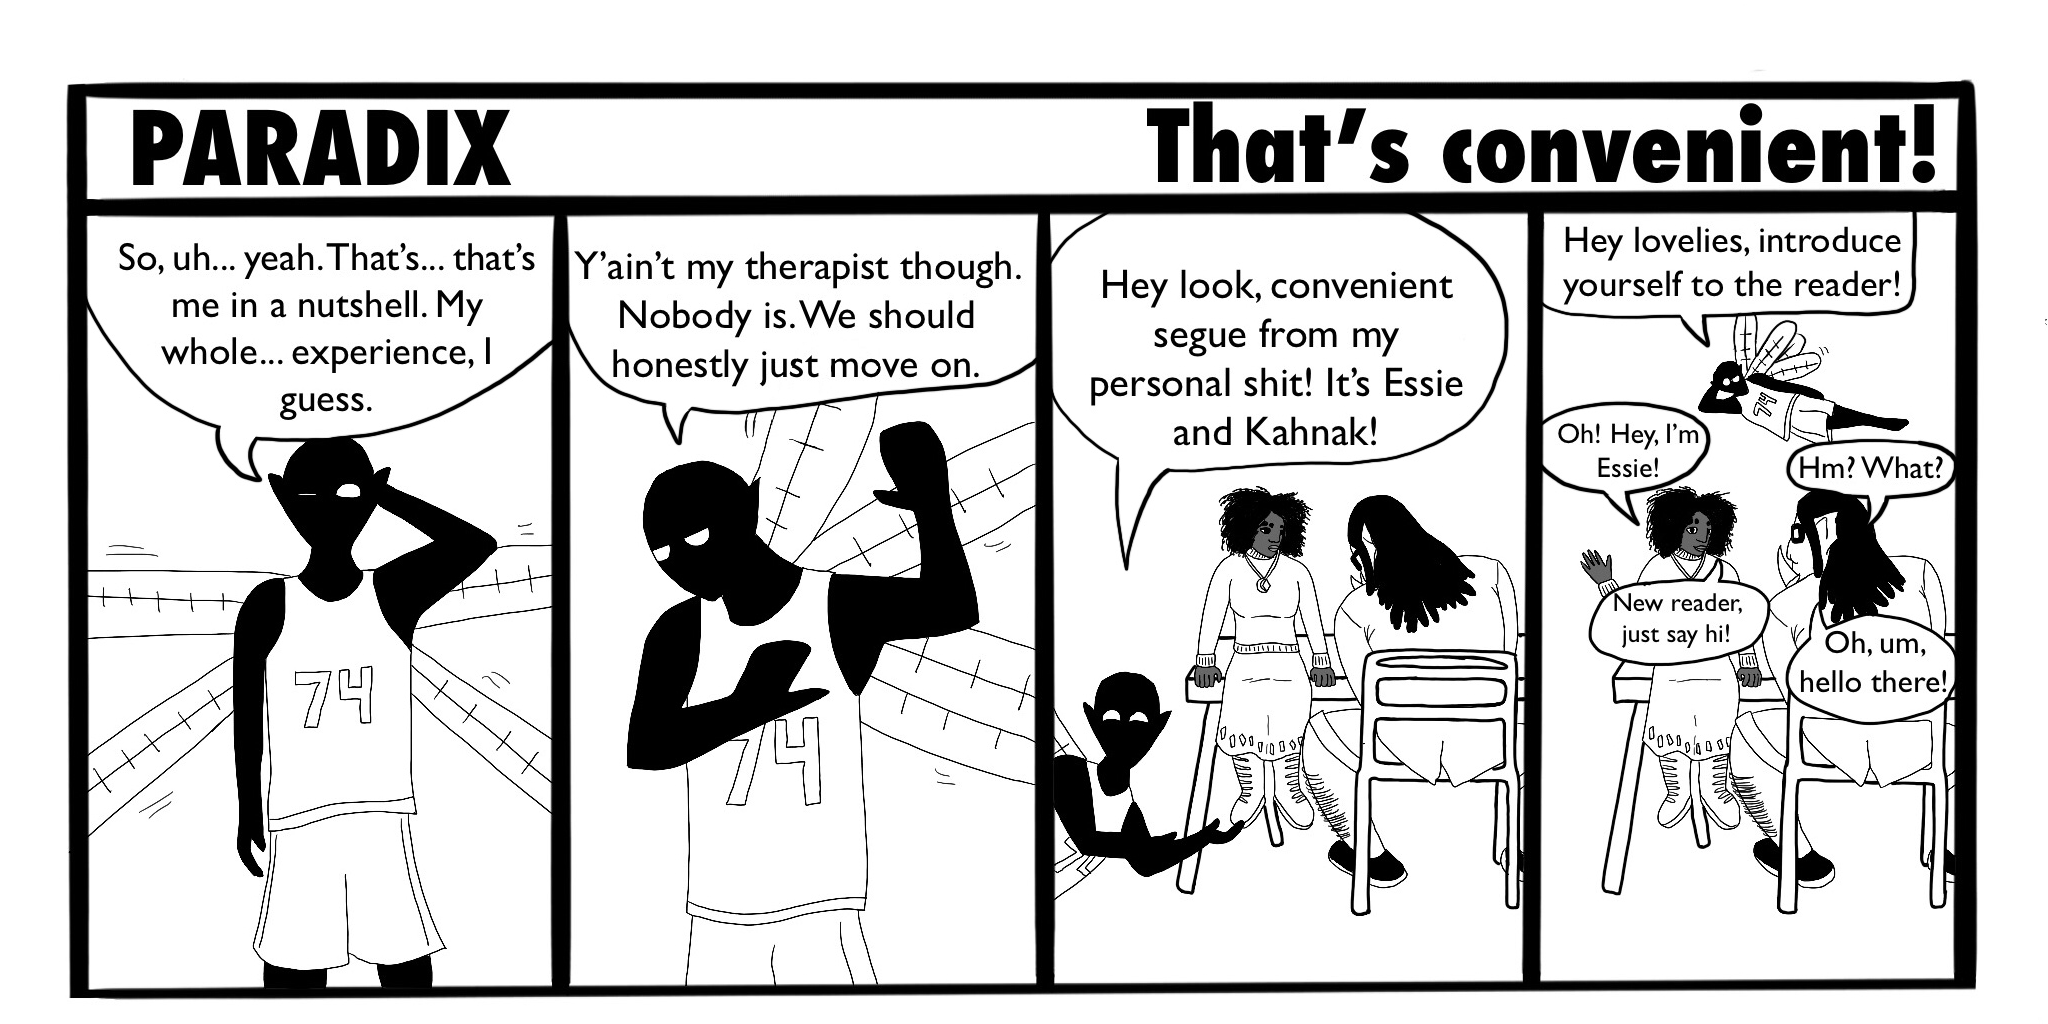 PARADIX
That's convenient!
So, uh... yeah. That's... that's
me in a nutshell. My
whole... experience, I
guess.
74
Y'ain't my therapist though.
Nobody is. We should
honestly just move on.
74
Hey look, convenient
segue from my
personal shit! It's Essie
and Kahnak!
Hey lovelies, introduce
yourself to the reader!
74
Oh! Hey, I'm
Essie!
Hm? What?
New reader,
just say hi!
Oh, um,
hello there!